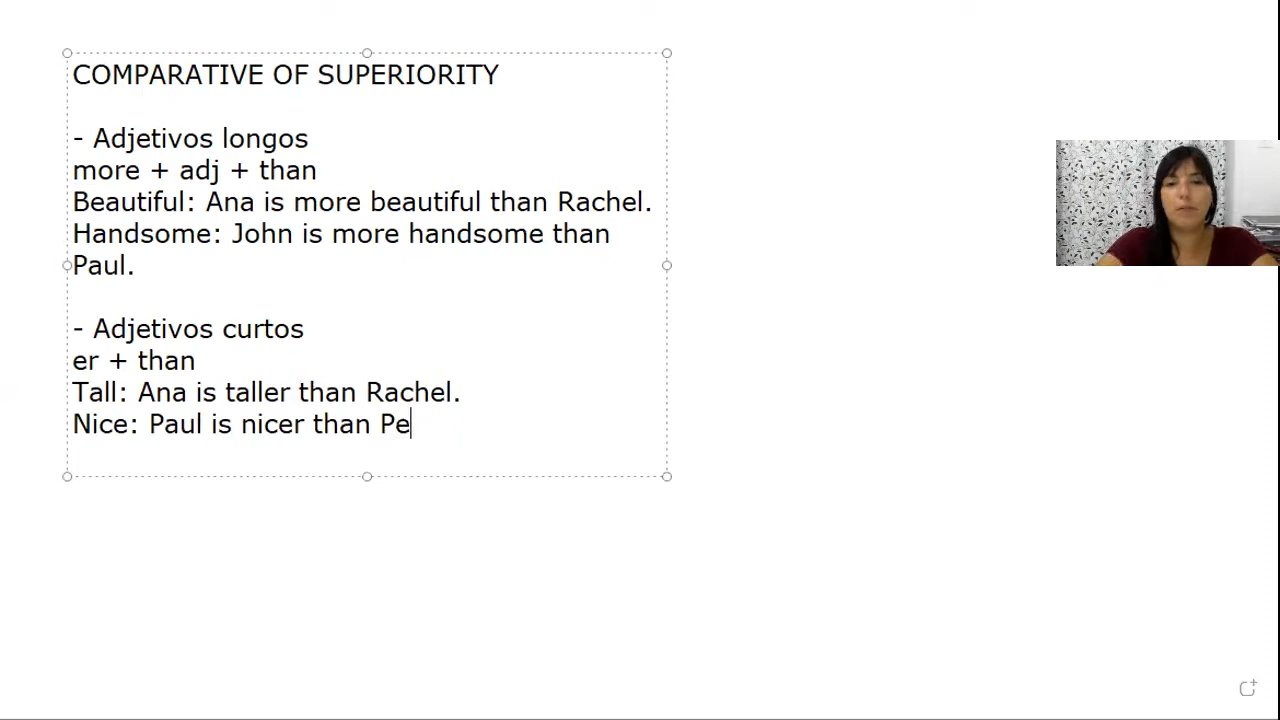 COMPARATIVE OF SUPERIORITY
- Adjetivos longos
more + adj + than
Beautiful: Ana is more beautiful than Rachel.
Handsome: John is more handsome than
Paul.
- Adjetivos curtos
er + than
Tall: Ana is taller than Rachel.
Nice: Paul is nicer than Pe